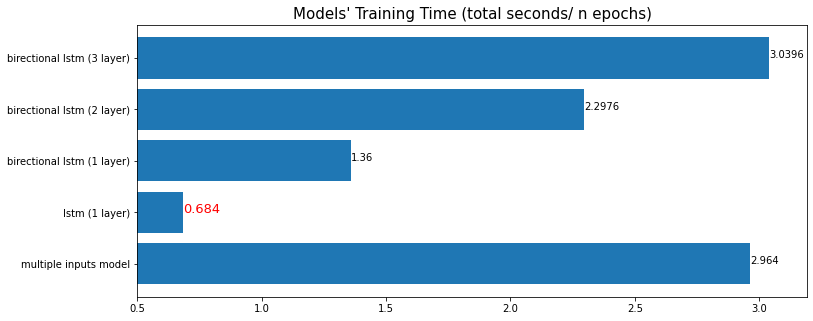 Models' Training Time (total seconds/ n epochs)
birectional lstm (3 layer)
3.0396
birectional lstm (2 layer)
2.2976
birectional lstm (1 layer)
1.36
lstm (1 layer)
0.684
multiple inputs model
2.964
0.5 1.0 1.5 2.0 2.5 3.0